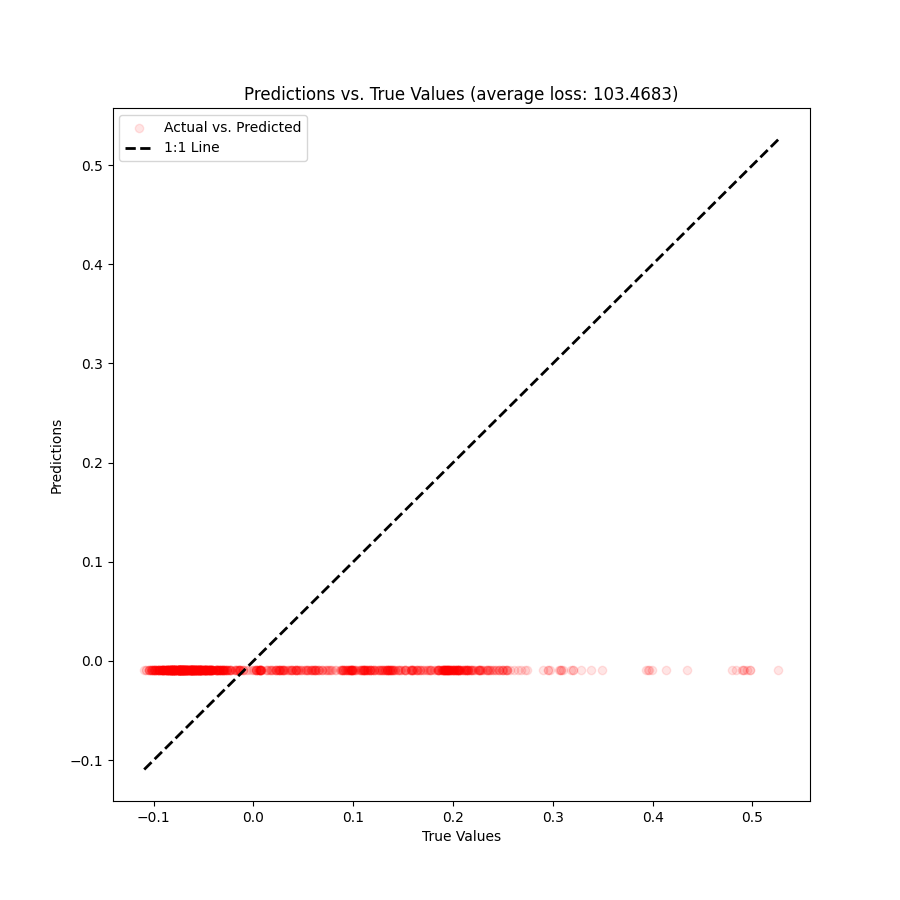 Predictions vs. True Values (average loss: 103.4683)
Actual vs. Predicted
1:1 Line
0.5
0.4
0.3
0.2
0.1
0.0
−0.1
Predictions
−0.1 0.0 0.1 0.2 0.3 0.4 0.5
True Values